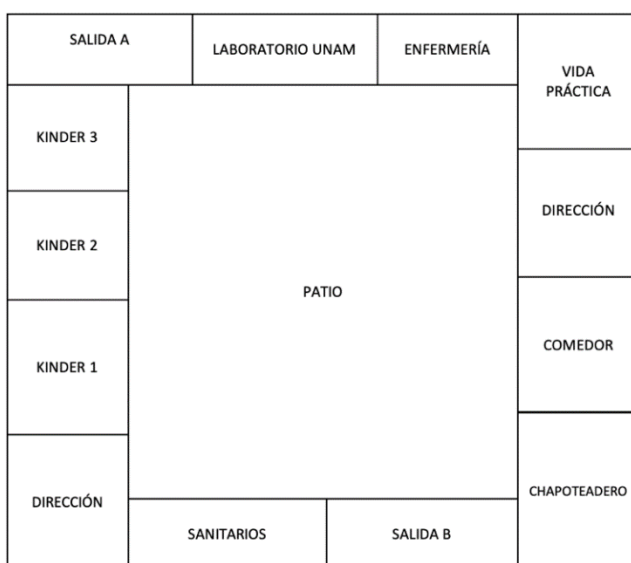 SALIDA A
LABORATORIO UNAM
ENFERMERÍA
VIDA
PRÁCTICA
KINDER 3
DIRECCIÓN
KINDER 2
PATIO
COMEDOR
KINDER 1
CHAPOTEADERO
DIRECCIÓN
SANITARIOS
SALIDA B